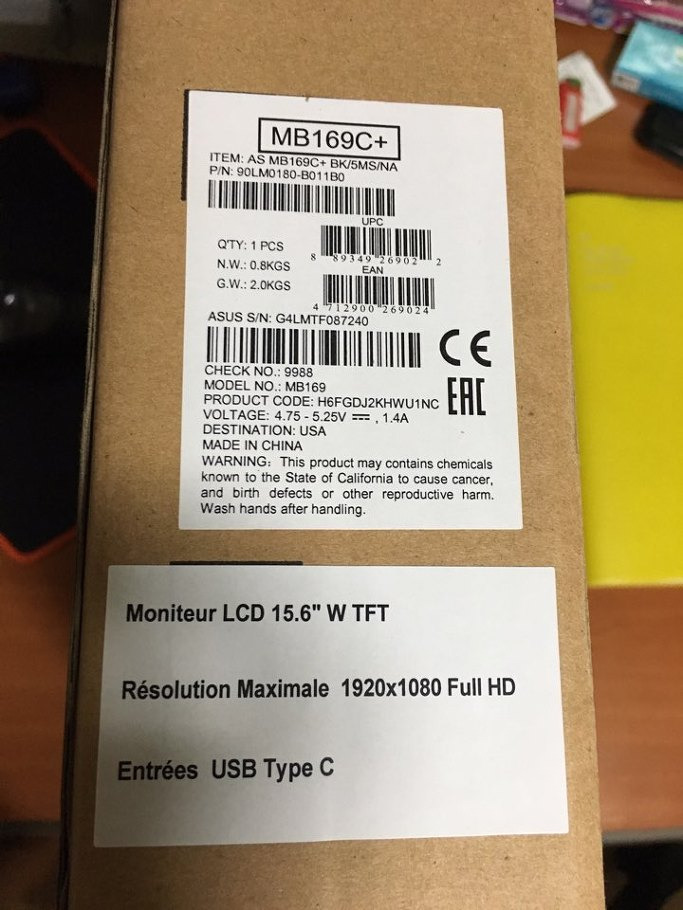 MB169C+
ITEM: AS MB169C+ BK/5MS/NA
P/N: 90LM0180-B011B0
UPC
Q'TY: 1 PCS
8 89349 26902 2
N.W.: 0.8KGS
EAN
G.W.: 2.0KGS
4 712900 269024
ASUS S/N: G4LMTF087240
CE
CHECK NO.: 9988
MODEL NO.: MB169
PRODUCT CODE: H6FGDJ2KHWU1NC
EAC
VOLTAGE: 4.75 - 5.25V ⎓ , 1.4A
DESTINATION: USA
MADE IN CHINA
WARNING: This product may contains chemicals
known to the State of California to cause cancer,
and birth defects or other reproductive harm.
Wash hands after handling.
Moniteur LCD 15.6" W TFT
Résolution Maximale 1920x1080 Full HD
Entrées USB Type C